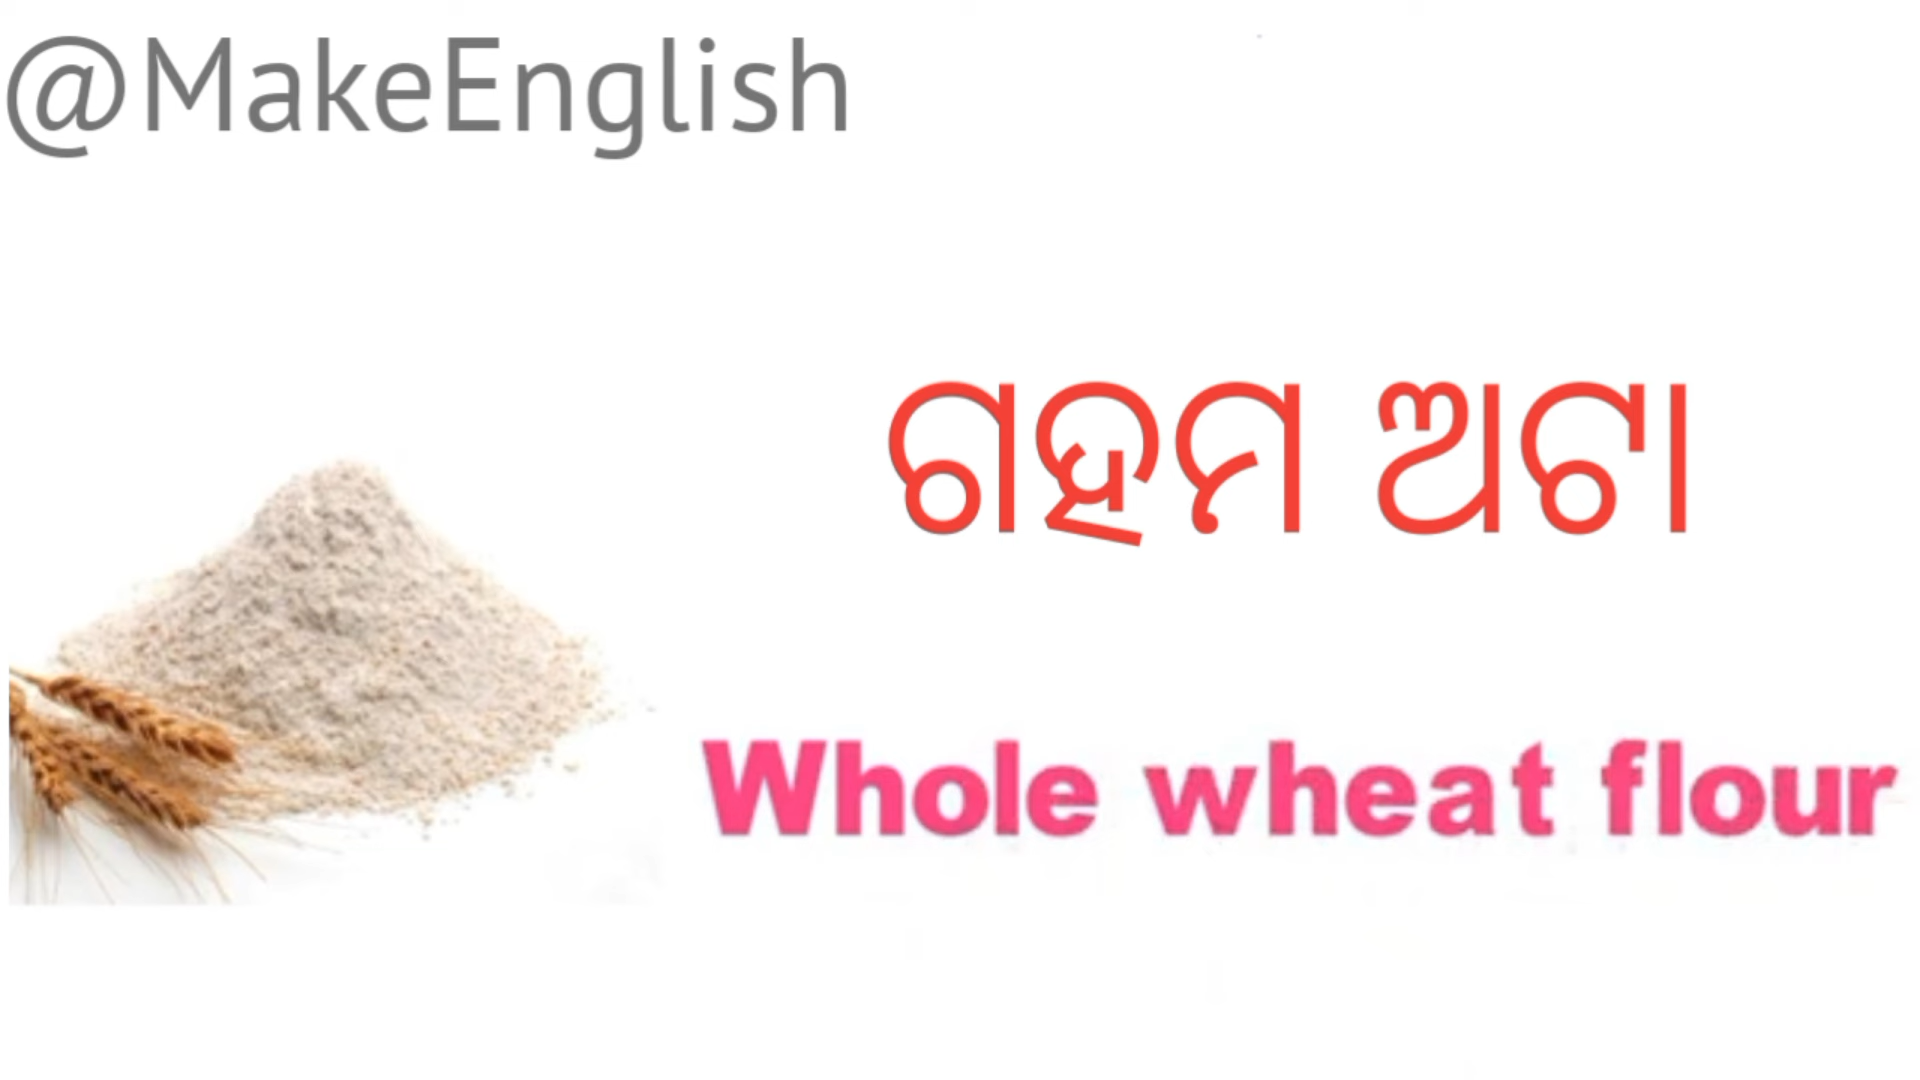 @MakeEnglish
ଗହମ ଅଟା
Whole wheat flour